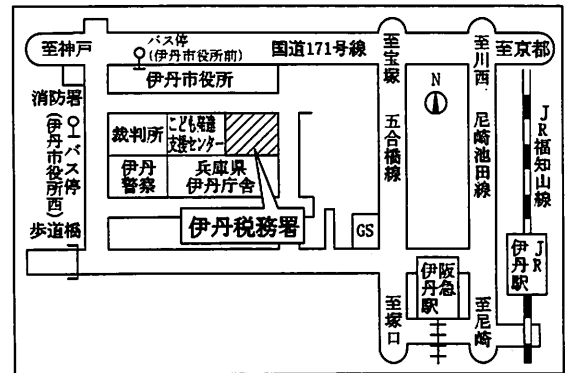 至神戸
バス停
(伊丹市役所前)
国道171号線
至宝塚
至川西
至京都
伊丹市役所
N
消防署
バス停
(伊丹市役所西)
歩道橋
裁判所
こども発達
支援センター
伊丹
警察
兵庫県
伊丹庁舎
伊丹税務署
五合橋線
尼崎池田線
JR福知山線
GS
阪急
伊丹駅
JR
伊丹駅
至塚口
至尼崎